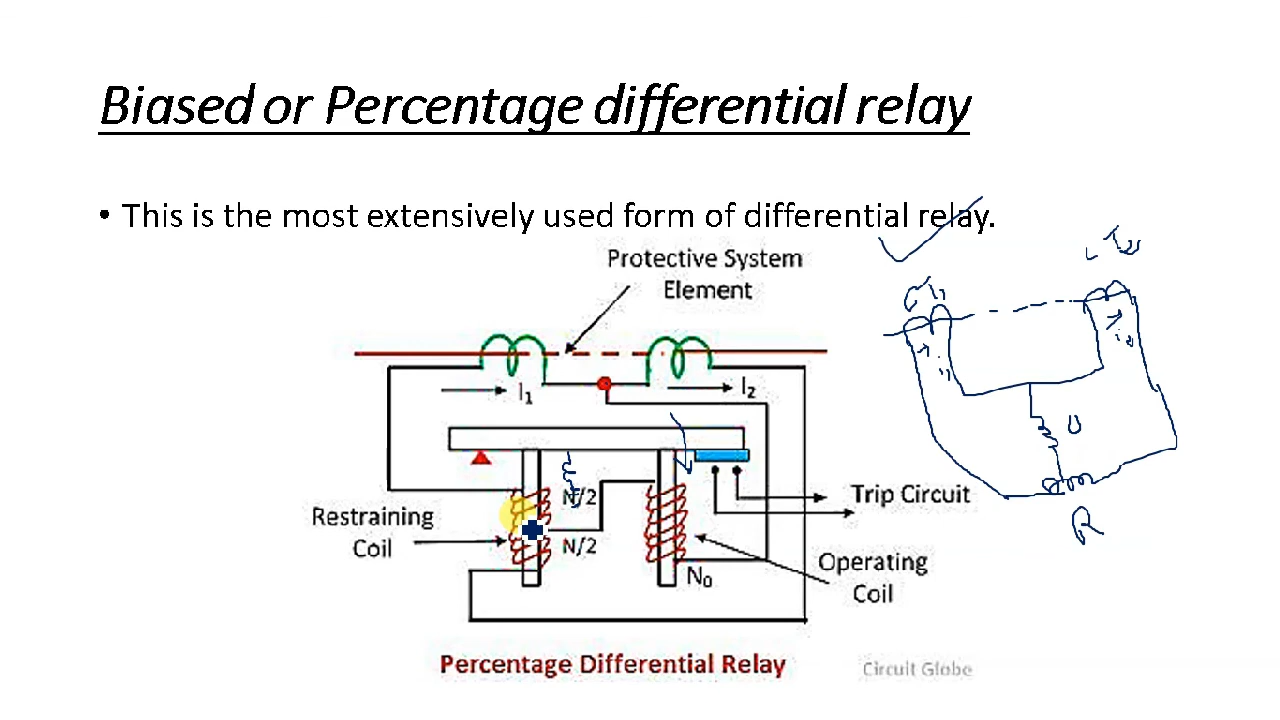 Biased or Percentage differential relay
• This is the most extensively used form of differential relay.
Protective System
Element
I₁
I₂
N/2
N/2
Restraining
Coil
Trip Circuit
Operating
Coil
N₀
R
Percentage Differential Relay
Circuit Globe